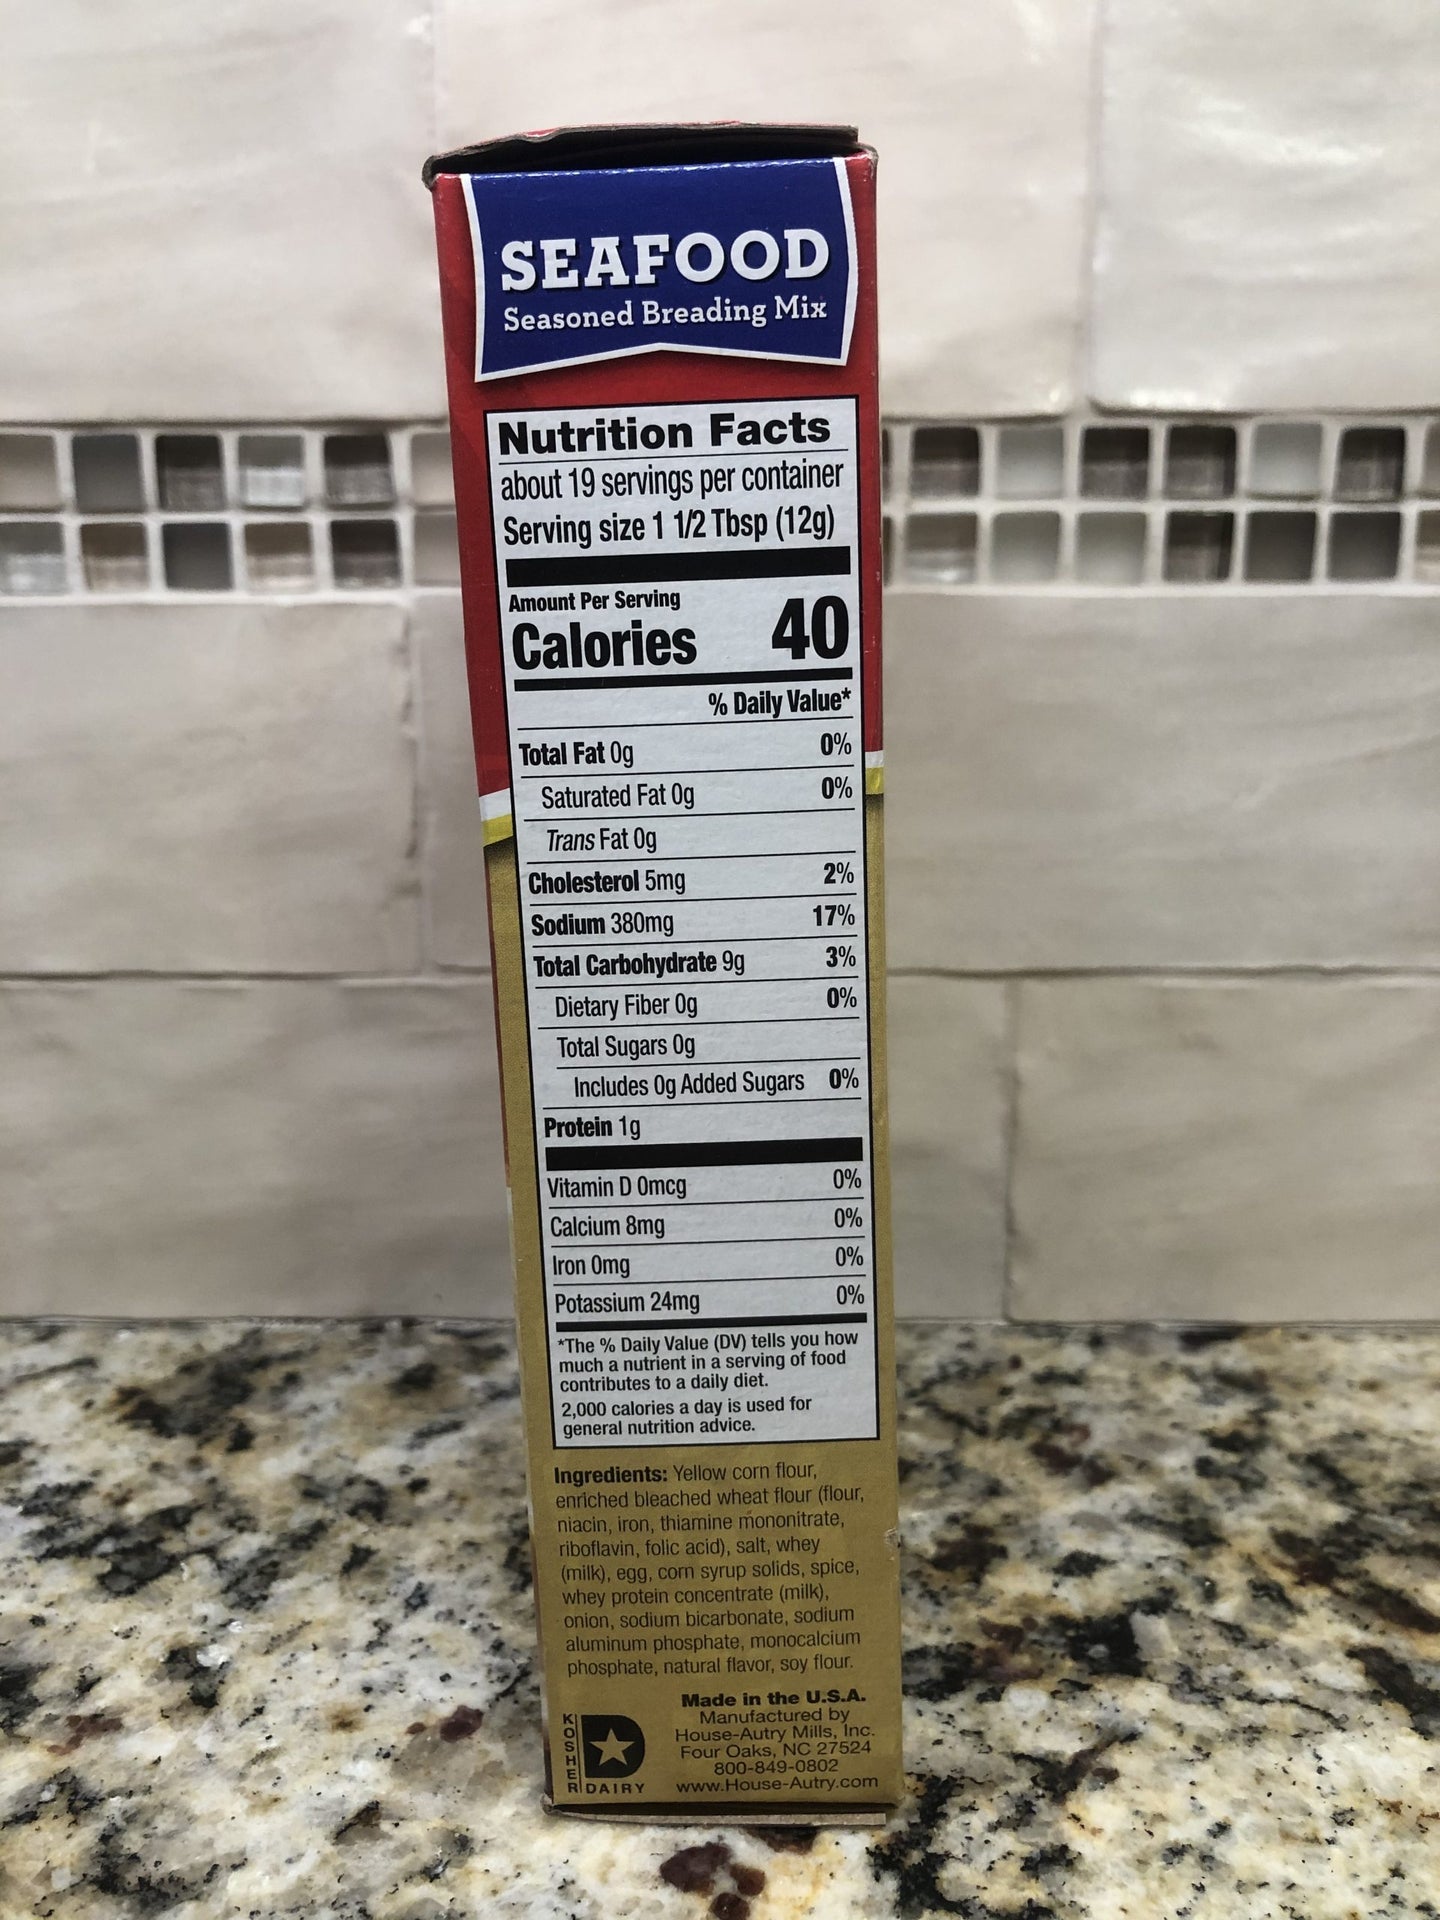 SEAFOOD
Seasoned Breading Mix
Nutrition Facts
about 19 servings per container
Serving size 1 1/2 Tbsp (12g)
Amount Per Serving
Calories 40
% Daily Value*
Total Fat 0g 0%
Saturated Fat 0g 0%
Trans Fat 0g
Cholesterol 5mg 2%
Sodium 380mg 17%
Total Carbohydrate 9g 3%
Dietary Fiber 0g 0%
Total Sugars 0g
Includes 0g Added Sugars 0%
Protein 1g
Vitamin D 0mcg 0%
Calcium 8mg 0%
Iron 0mg 0%
Potassium 24mg 0%
*The % Daily Value (DV) tells you how
much a nutrient in a serving of food
contributes to a daily diet.
2,000 calories a day is used for
general nutrition advice.
Ingredients: Yellow corn flour,
enriched bleached wheat flour (flour,
niacin, iron, thiamine mononitrate,
riboflavin, folic acid), salt, whey
(milk), egg, corn syrup solids, spice,
whey protein concentrate (milk),
onion, sodium bicarbonate, sodium
aluminum phosphate, monocalcium
phosphate, natural flavor, soy flour.
KOSHER
D
DAIRY
Made in the U.S.A.
Manufactured by
House-Autry Mills, Inc.
Four Oaks, NC 27524
800-849-0802
www.House-Autry.com